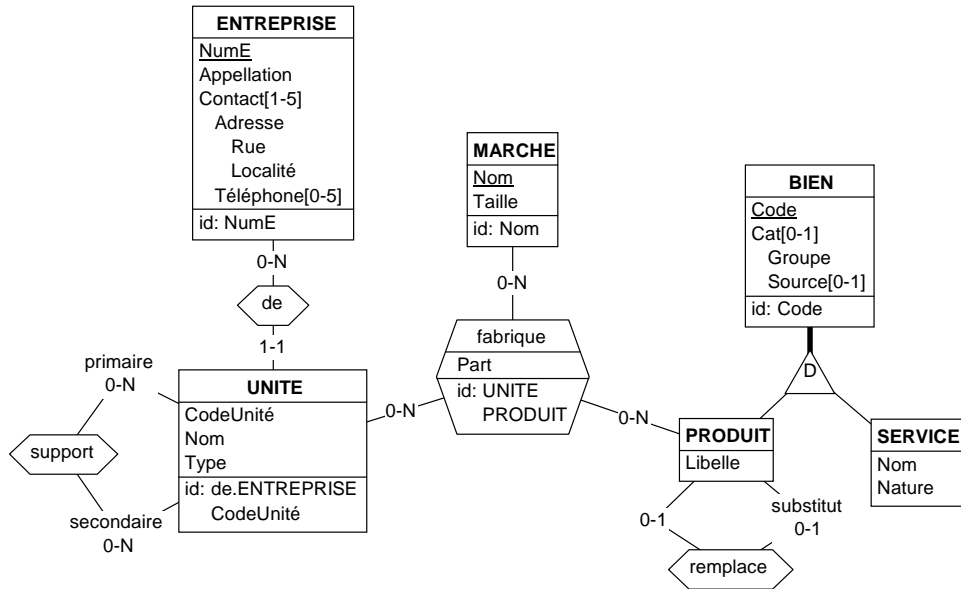 ENTREPRISE
NumE
Appellation
Contact[1-5]
Adresse
Rue
Localité
Téléphone[0-5]
id: NumE
0-N
de
1-1
MARCHE
Nom
Taille
id: Nom
0-N
BIEN
Code
Cat[0-1]
Groupe
Source[0-1]
id: Code
D
fabrique
Part
id: UNITE
PRODUIT
0-N
0-N
primaire
0-N
support
secondaire
0-N
UNITE
CodeUnité
Nom
Type
id: de.ENTREPRISE
CodeUnité
PRODUIT
Libelle
SERVICE
Nom
Nature
0-1
substitut
0-1
remplace